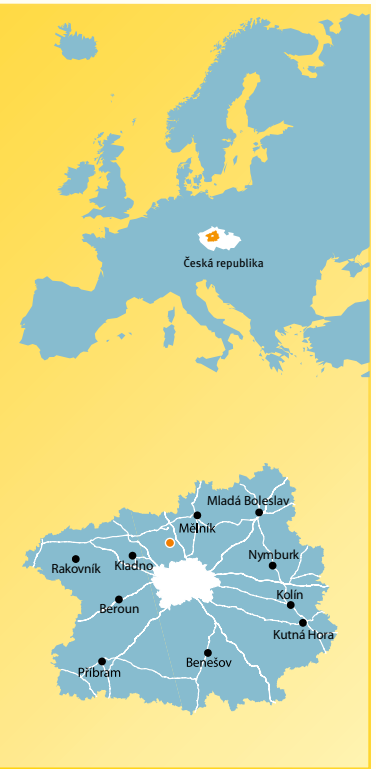 Česká republika
Mladá Boleslav
Mělník
Nymburk
Rakovník
Kladno
Kolín
Beroun
Kutná Hora
Benešov
Příbram